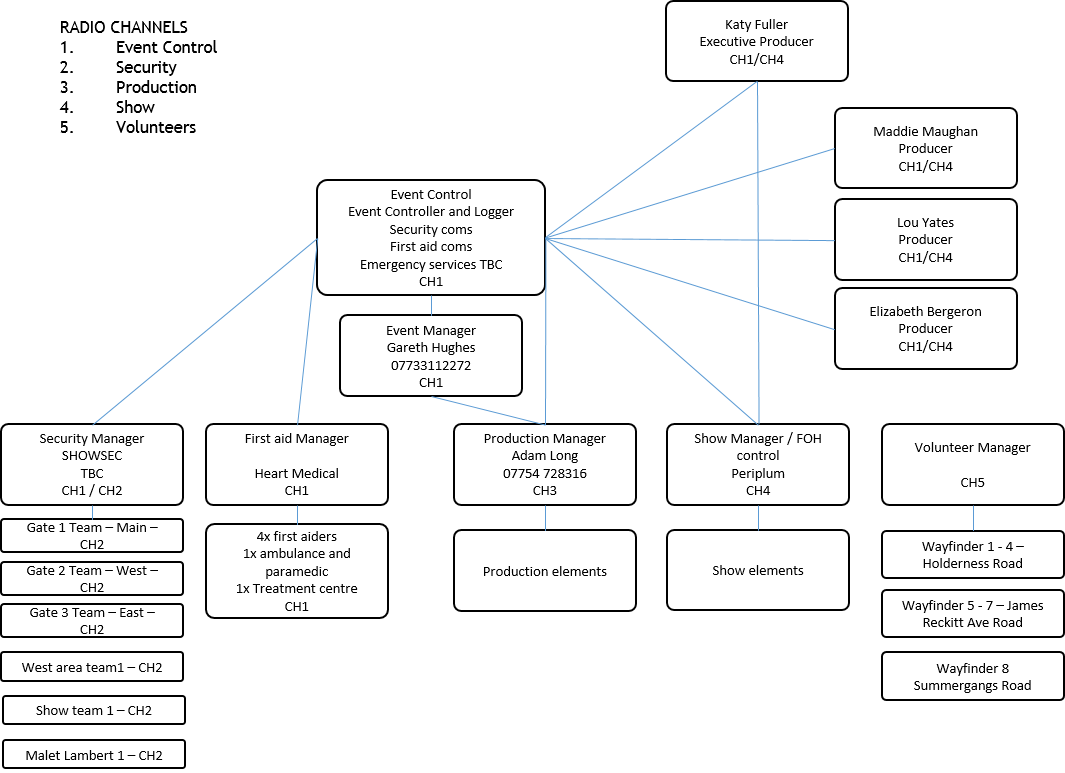 RADIO CHANNELS
1. Event Control
2. Security
3. Production
4. Show
5. Volunteers
Katy Fuller
Executive Producer
CH1/CH4
Maddie Maughan
Producer
CH1/CH4
Lou Yates
Producer
CH1/CH4
Elizabeth Bergeron
Producer
CH1/CH4
Event Control
Event Controller and Logger
Security coms
First aid coms
Emergency services TBC
CH1
Event Manager
Gareth Hughes
07733112272
CH1
Security Manager
SHOWSEC
TBC
CH1 / CH2
First aid Manager
Heart Medical
CH1
Production Manager
Adam Long
07754 728316
CH3
Show Manager / FOH
control
Periplum
CH4
Volunteer Manager
CH5
Gate 1 Team – Main –
CH2
Gate 2 Team – West –
CH2
Gate 3 Team – East –
CH2
West area team1 – CH2
Show team 1 – CH2
Malet Lambert 1 – CH2
4x first aiders
1x ambulance and
paramedic
1x Treatment centre
CH1
Production elements
Show elements
Wayfinder 1 - 4 –
Holderness Road
Wayfinder 5 - 7 – James
Reckitt Ave Road
Wayfinder 8
Summergangs Road